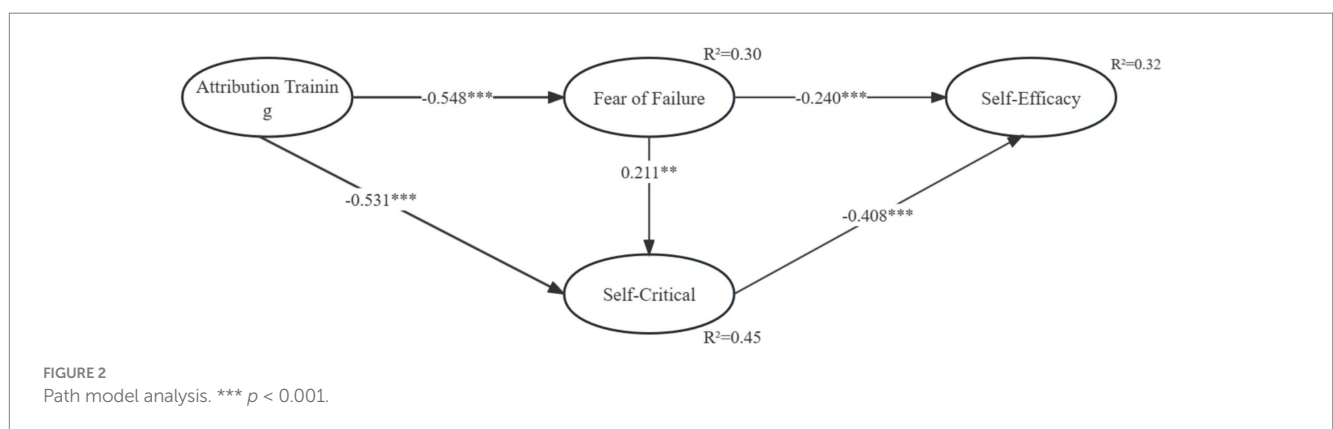 R²=0.30
R²=0.32
Attribution Trainin
g
-0.548***
Fear of Failure
-0.240***
Self-Efficacy
0.211**
-0.531***
-0.408***
Self-Critical
R²=0.45
FIGURE 2
Path model analysis. *** p < 0.001.